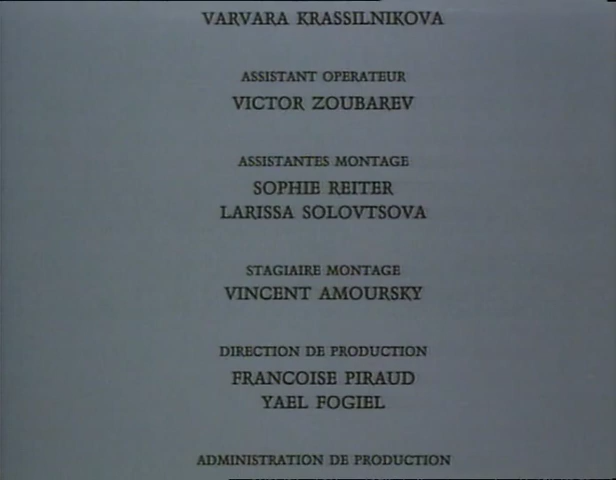 VARVARA KRASSILNIKOVA
ASSISTANT OPERATEUR
VICTOR ZOUBAREV
ASSISTANTES MONTAGE
SOPHIE REITER
LARISSA SOLOVTSOVA
STAGIAIRE MONTAGE
VINCENT AMOURSKY
DIRECTION DE PRODUCTION
FRANCOISE PIRAUD
YAEL FOGIEL
ADMINISTRATION DE PRODUCTION